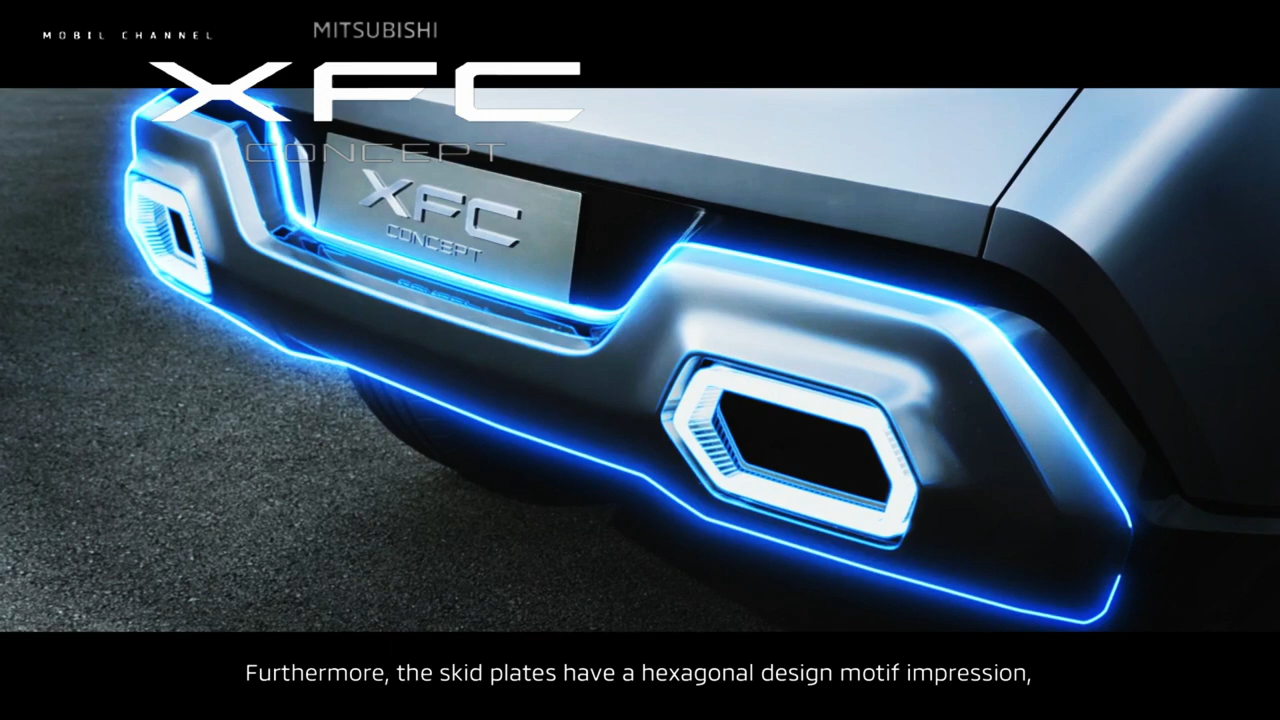 MOBIL CHANNEL
MITSUBISHI
XFC
CONCEPT
XFC
CONCEPT
Furthermore, the skid plates have a hexagonal design motif impression,